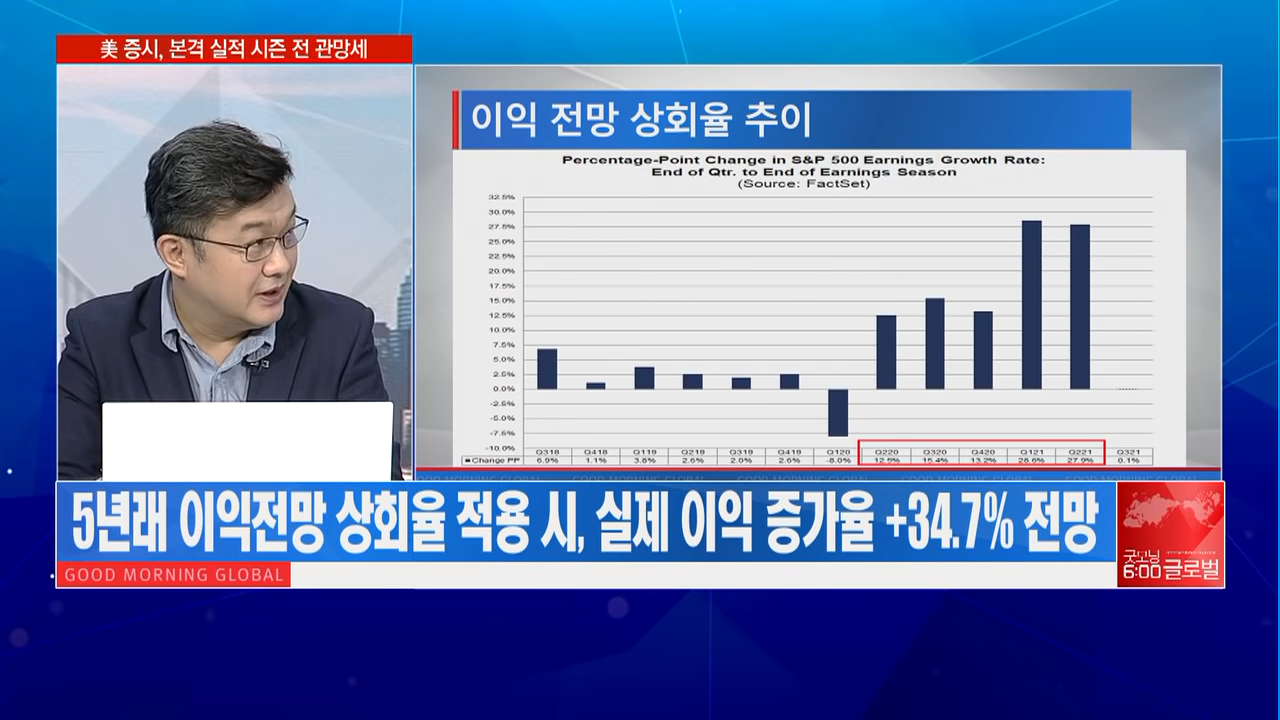 美 증시, 본격 실적 시즌 전 관망세
이익 전망 상회율 추이
Percentage-Point Change in S&P 500 Earnings Growth Rate:
End of Qtr. to End of Earnings Season
(Source: FactSet)
32.5%
30.0%
27.5%
25.0%
22.5%
20.0%
17.5%
15.0%
12.5%
10.0%
7.5%
5.0%
2.5%
0.0%
-2.5%
-5.0%
-7.5%
-10.0%
Q318 Q418 Q119 Q219 Q319 Q419 Q120 Q220 Q320 Q420 Q121 Q221 Q321
Change PP 6.9% 1.1% 3.8% 2.6% 2.0% 2.6% -8.0% 12.5% 15.4% 13.2% 28.6% 27.9% 0.1%
5년래 이익전망 상회율 적용 시, 실제 이익 증가율 +34.7% 전망
GOOD MORNING GLOBAL
굿모닝
6:00 글로벌